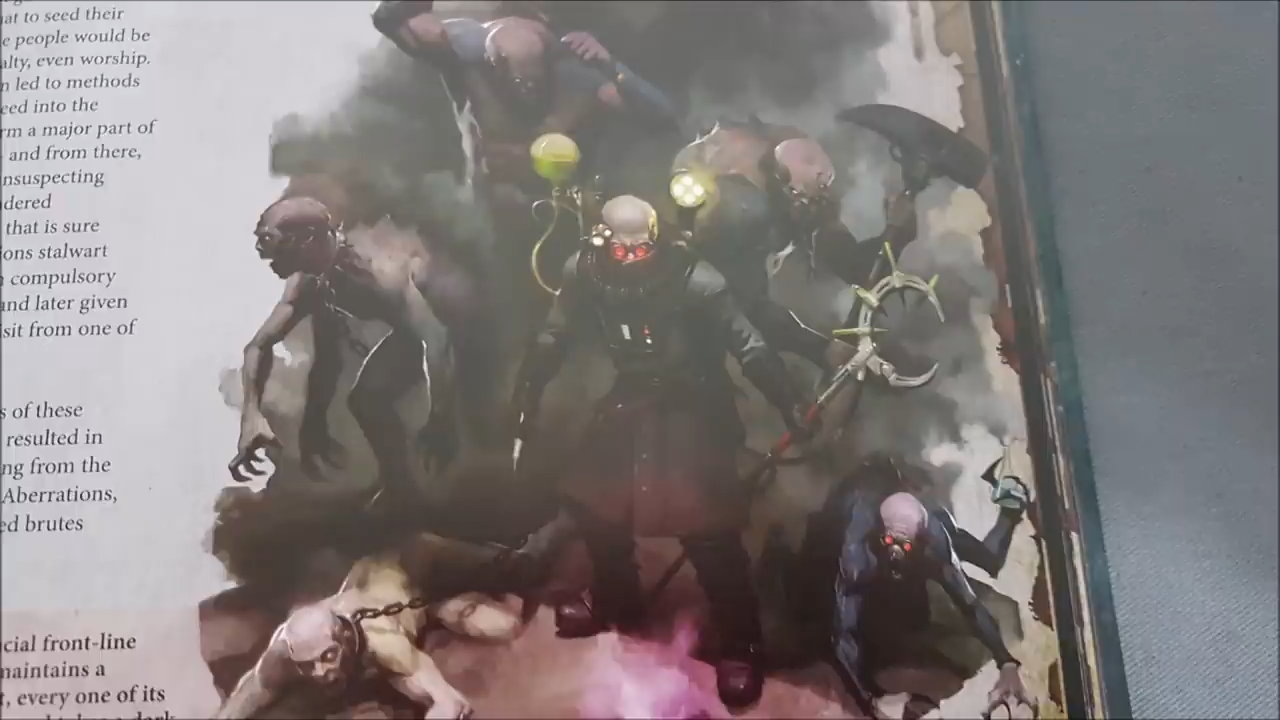 at to seed their
e people would be
alty, even worship.
n led to methods
eed into the
rm a major part of
and from there,
nsuspecting
dered
that is sure
ions stalwart
compulsory
and later given
isit from one of
s of these
resulted in
ng from the
Aberrations,
ed brutes
cial front-line
maintains a
t, every one of its